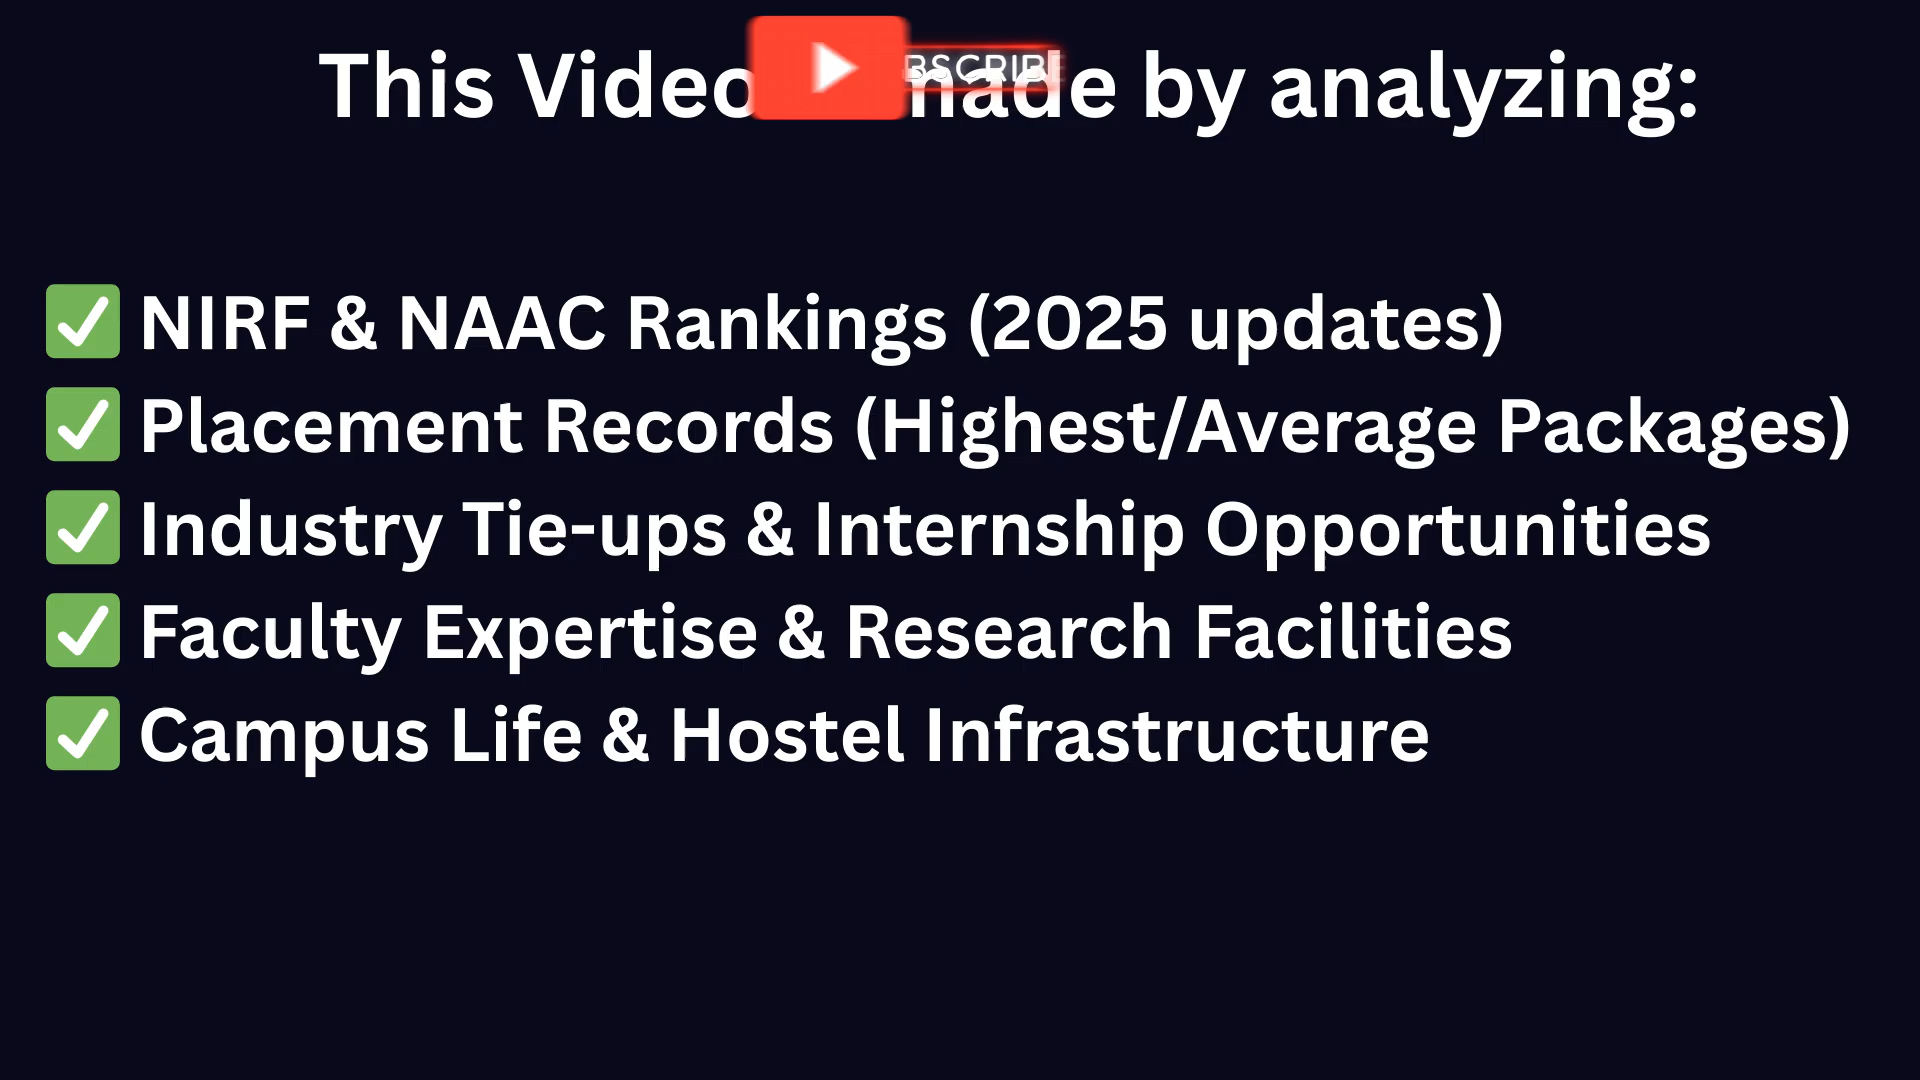 This Video made by analyzing:
✅ NIRF & NAAC Rankings (2025 updates)
✅ Placement Records (Highest/Average Packages)
✅ Industry Tie-ups & Internship Opportunities
✅ Faculty Expertise & Research Facilities
✅ Campus Life & Hostel Infrastructure